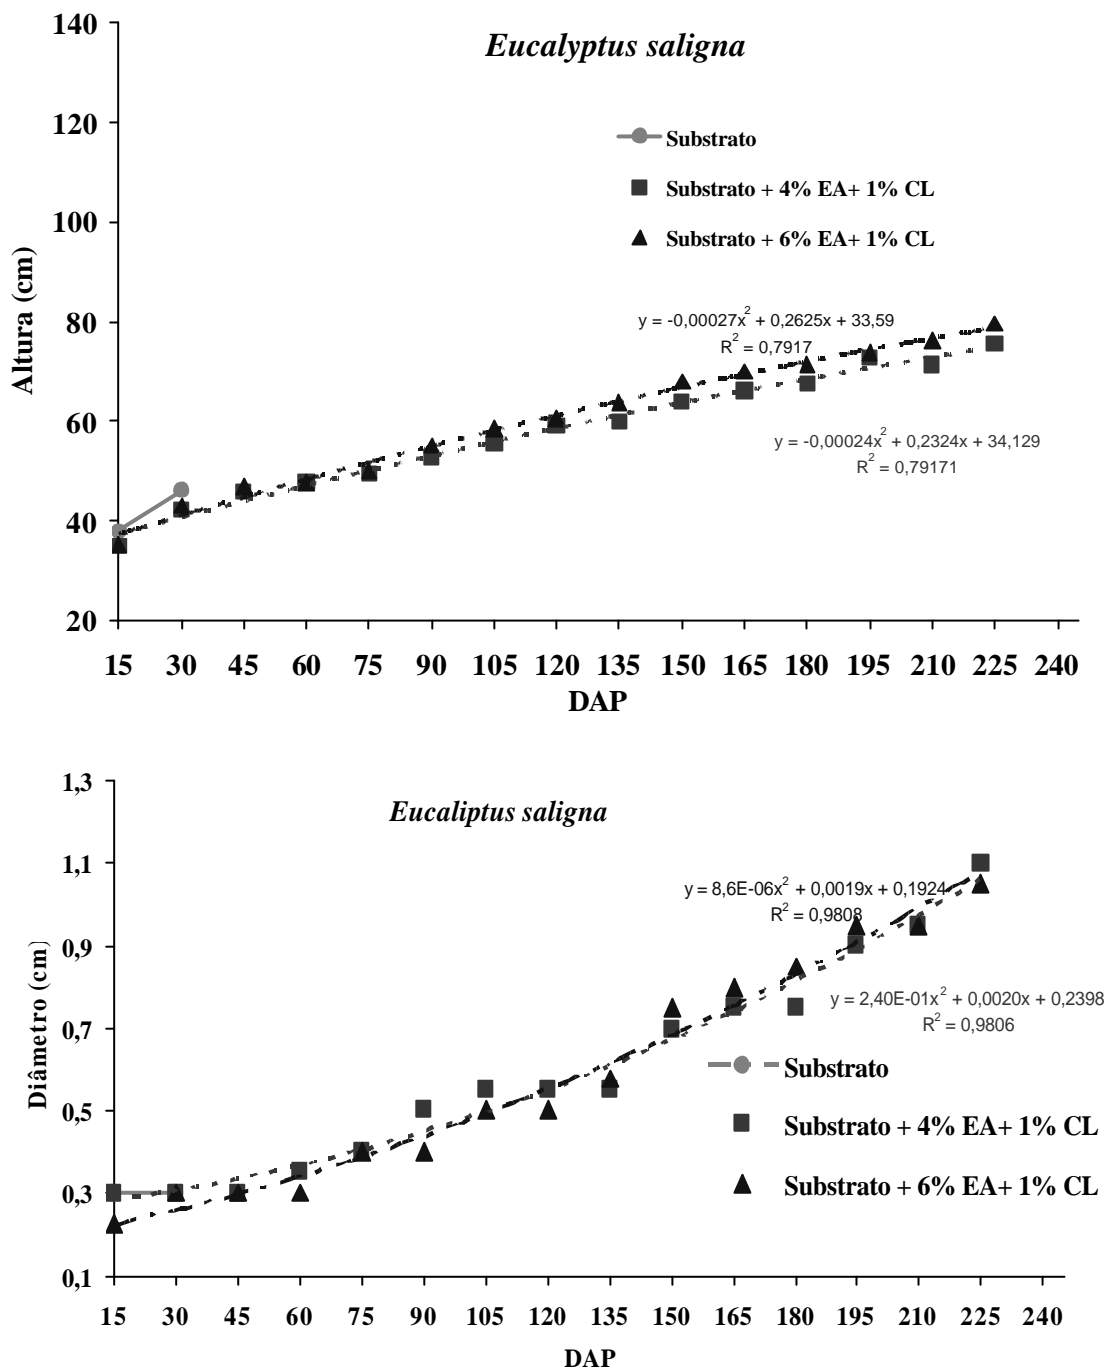 Eucalyptus saligna
140
120
100
80
60
40
20
Altura (cm)
Substrato
Substrato + 4% EA+ 1% CL
Substrato + 6% EA+ 1% CL
y = -0,00027x² + 0,2625x + 33,59
R² = 0,7917
y = -0,00024x² + 0,2324x + 34,129
R² = 0,79171
15 30 45 60 75 90 105 120 135 150 165 180 195 210 225 240
DAP
Eucaliptus saligna
1,3
1,1
0,9
0,7
0,5
0,3
0,1
Diâmetro (cm)
y = 8,6E-06x² + 0,0019x + 0,1924
R² = 0,9808
y = 2,40E-01x² + 0,0020x + 0,2398
R² = 0,9806
Substrato
Substrato + 4% EA+ 1% CL
Substrato + 6% EA+ 1% CL
15 30 45 60 75 90 105 120 135 150 165 180 195 210 225 240
DAP